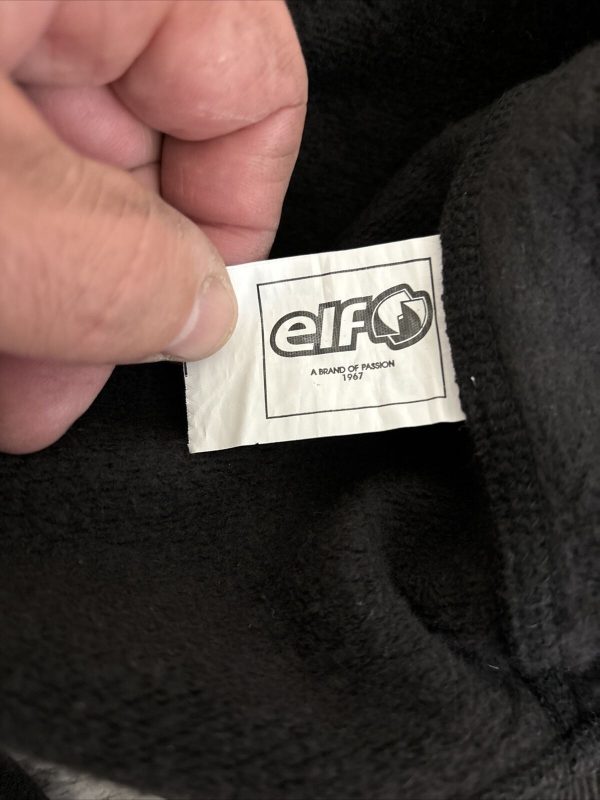 elf
A BRAND OF PASSION
1967